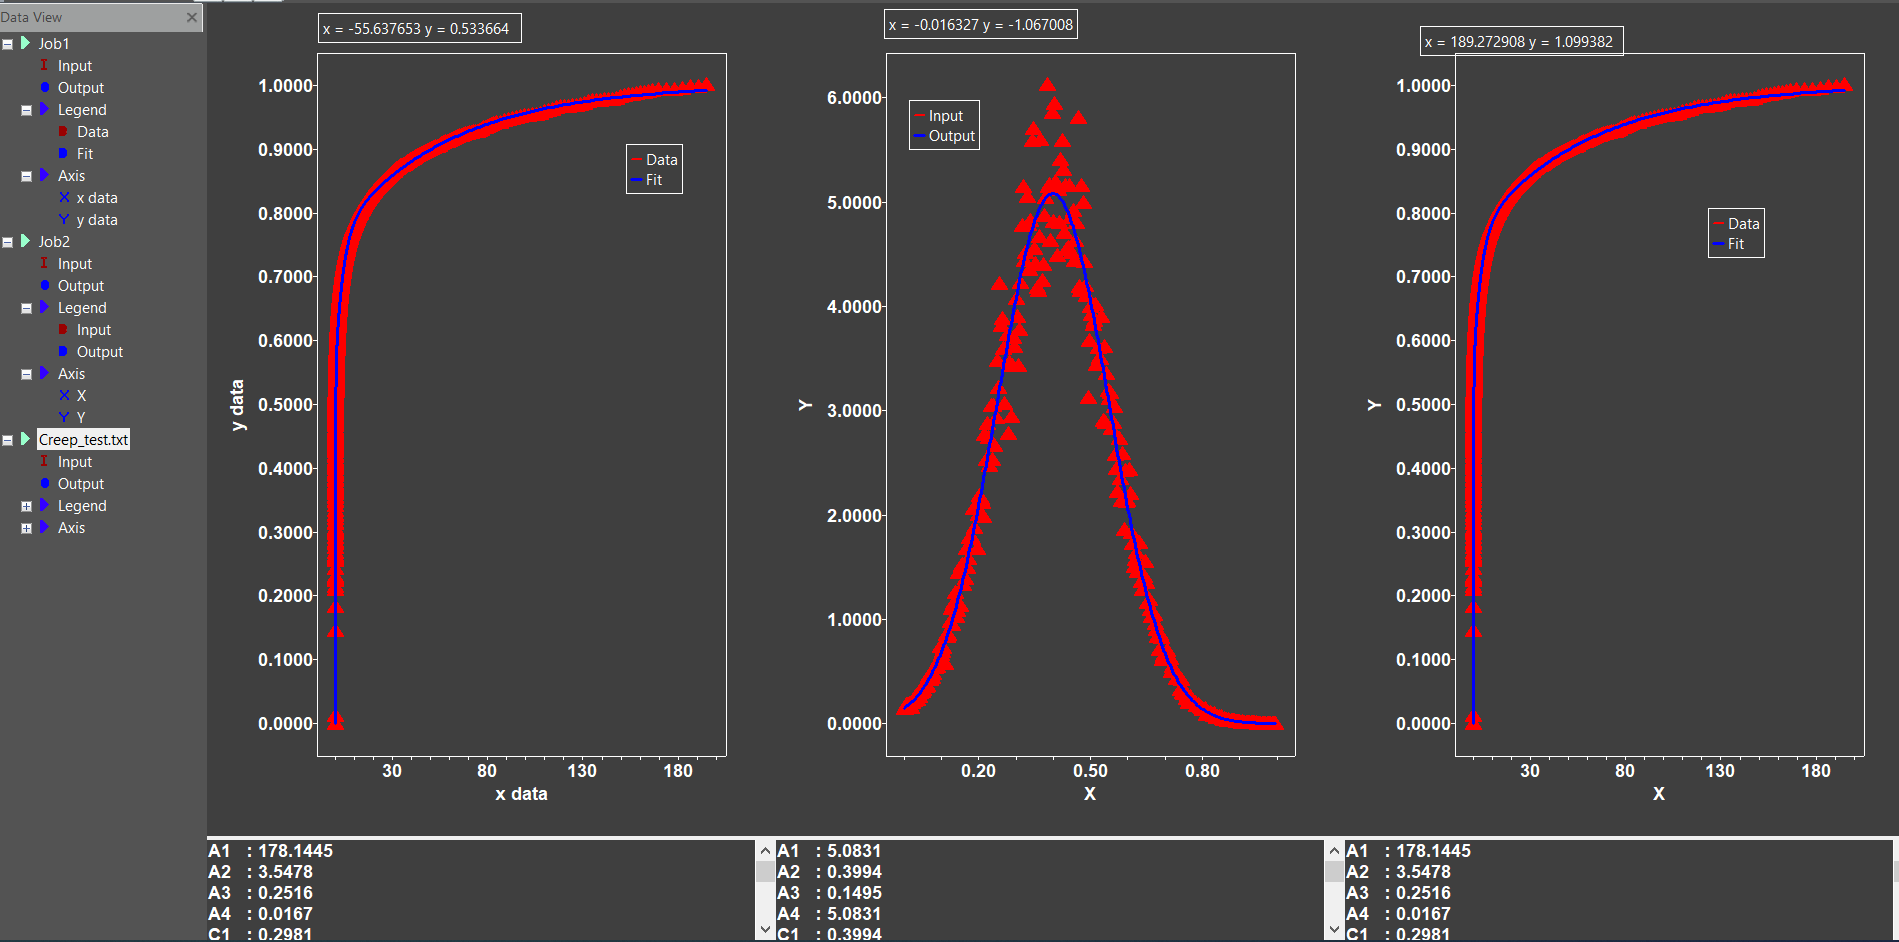 Data View
Job1
Input
Output
Legend
Data
Fit
Axis
x data
y data
Job2
Input
Output
Legend
Input
Output
Axis
X
Y
Creep_test.txt
Input
Output
Legend
Axis
x = -55.637653 y = 0.533664
1.0000
0.9000
0.8000
0.7000
0.6000
0.5000
0.4000
0.3000
0.2000
0.1000
0.0000
y data
Data
Fit
30 80 130 180
x data
x = -0.016327 y = -1.067008
6.0000
5.0000
4.0000
3.0000
2.0000
1.0000
0.0000
Y
Input
Output
0.20 0.50 0.80
X
x = 189.272908 y = 1.099382
1.0000
0.9000
0.8000
0.7000
0.6000
0.5000
0.4000
0.3000
0.2000
0.1000
0.0000
Y
Data
Fit
30 80 130 180
X
A1 : 178.1445
A2 : 3.5478
A3 : 0.2516
A4 : 0.0167
C1 : 0.2981
A1 : 5.0831
A2 : 0.3994
A3 : 0.1495
A4 : 5.0831
C1 : 0.3994
A1 : 178.1445
A2 : 3.5478
A3 : 0.2516
A4 : 0.0167
C1 : 0.2981